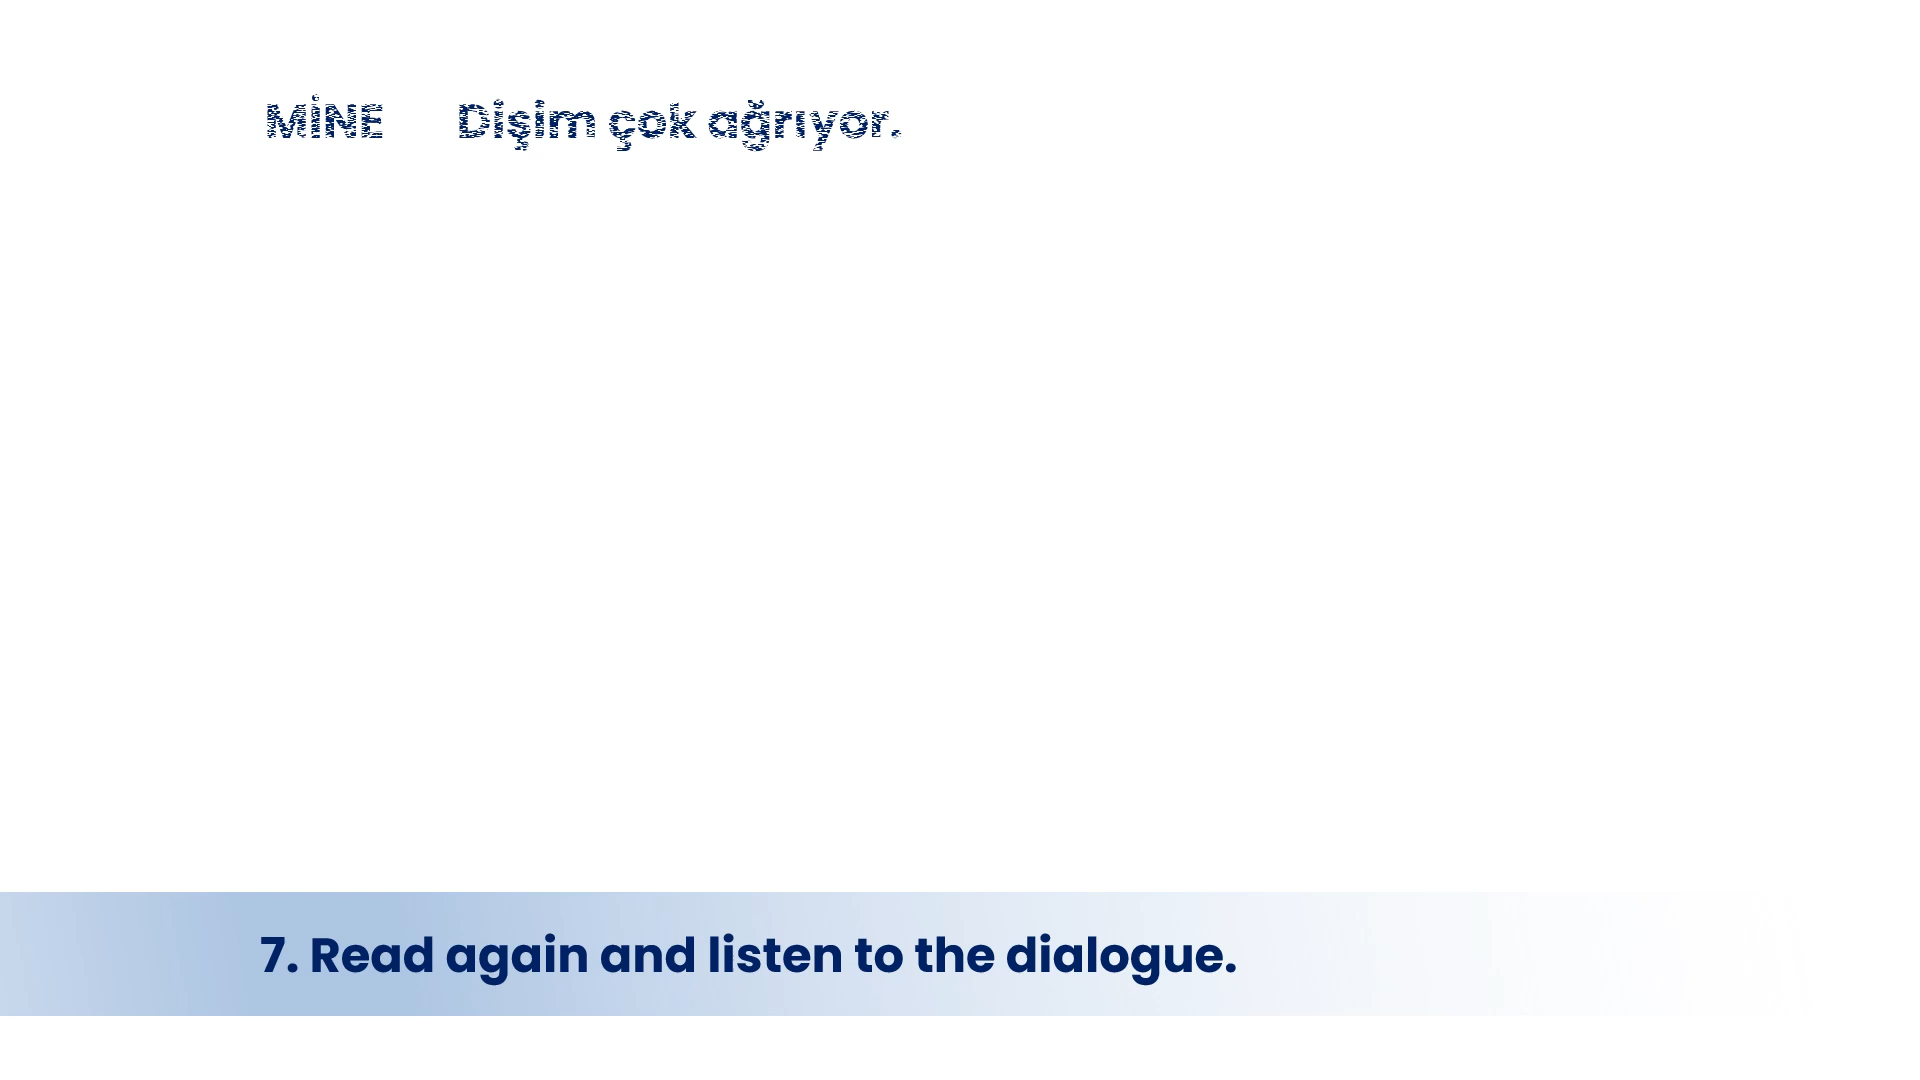 MİNE Dişim çok ağrıyor.
7. Read again and listen to the dialogue.